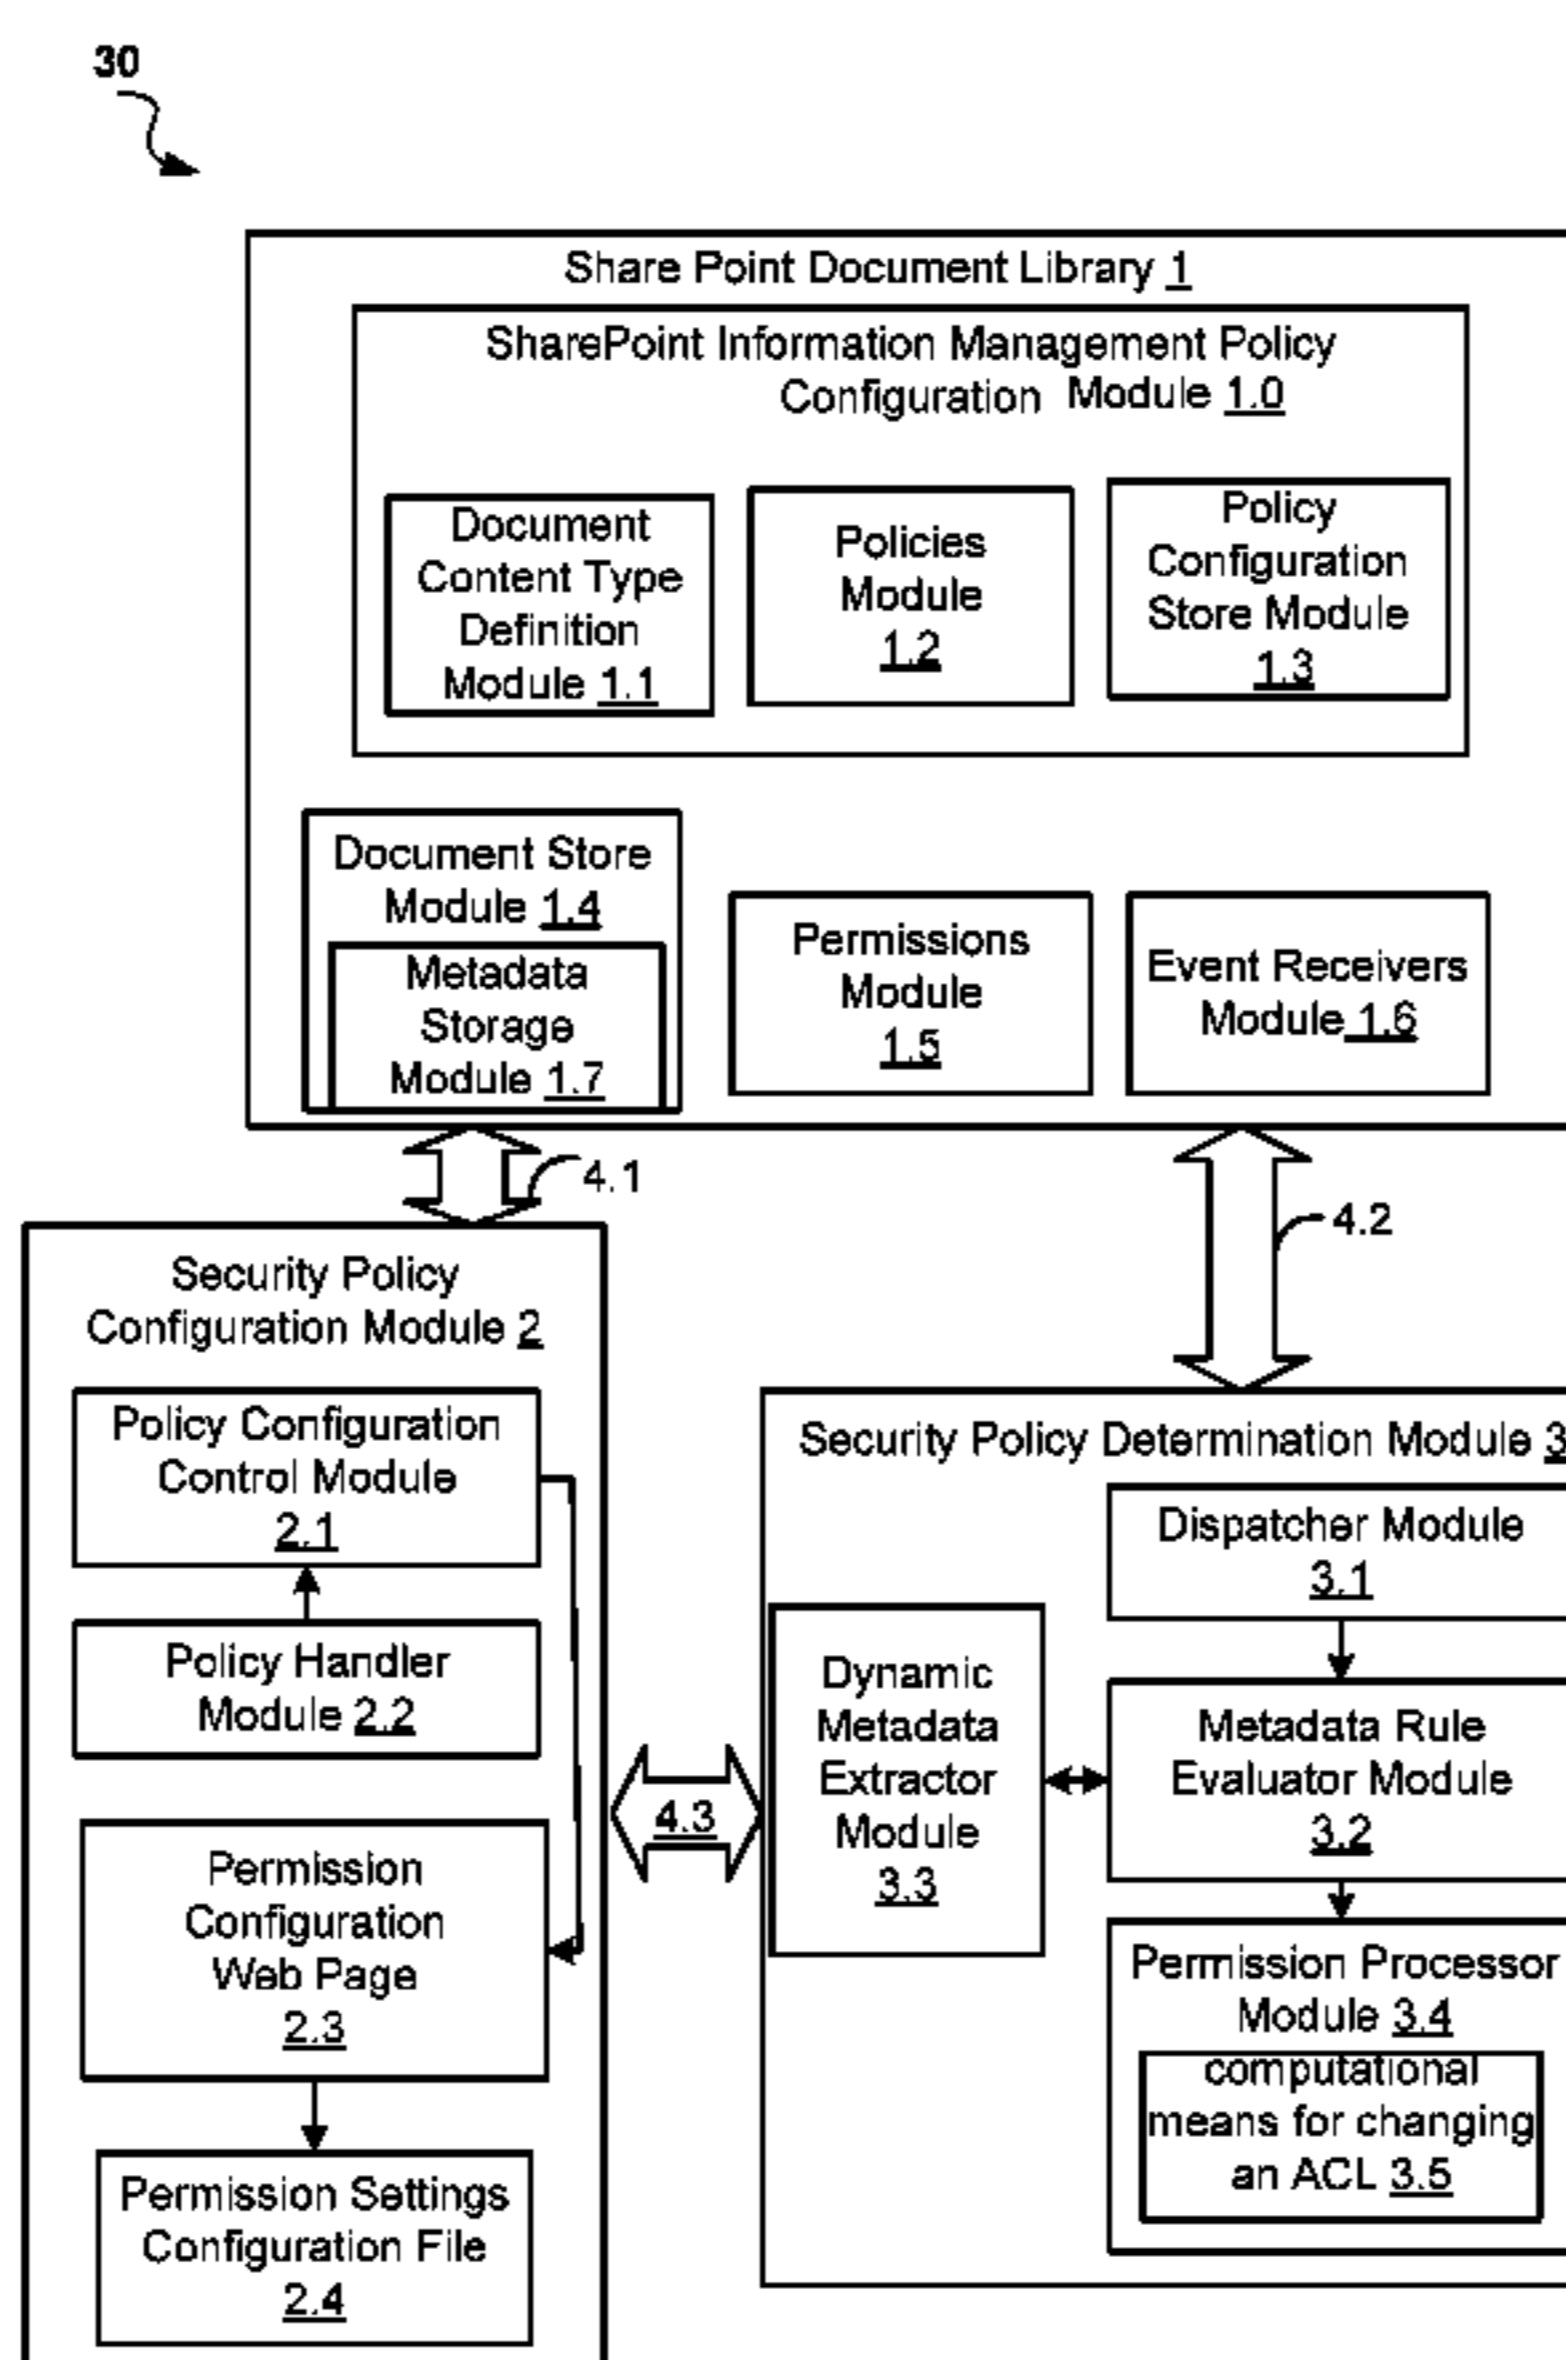 30
Share Point Document Library 1
SharePoint Information Management Policy
Configuration Module 1.0
Document
Content Type
Definition
Module 1.1
Policies
Module
1.2
Policy
Configuration
Store Module
1.3
Document Store
Module 1.4
Metadata
Storage
Module 1.7
Permissions
Module
1.5
Event Receivers
Module 1.6
4.1
4.2
Security Policy
Configuration Module 2
Policy Configuration
Control Module
2.1
Policy Handler
Module 2.2
Permission
Configuration
Web Page
2.3
Permission Settings
Configuration File
2.4
4.3
Security Policy Determination Module 3
Dispatcher Module
3.1
Dynamic
Metadata
Extractor
Module
3.3
Metadata Rule
Evaluator Module
3.2
Permission Processor
Module 3.4
computational
means for changing
an ACL 3.5